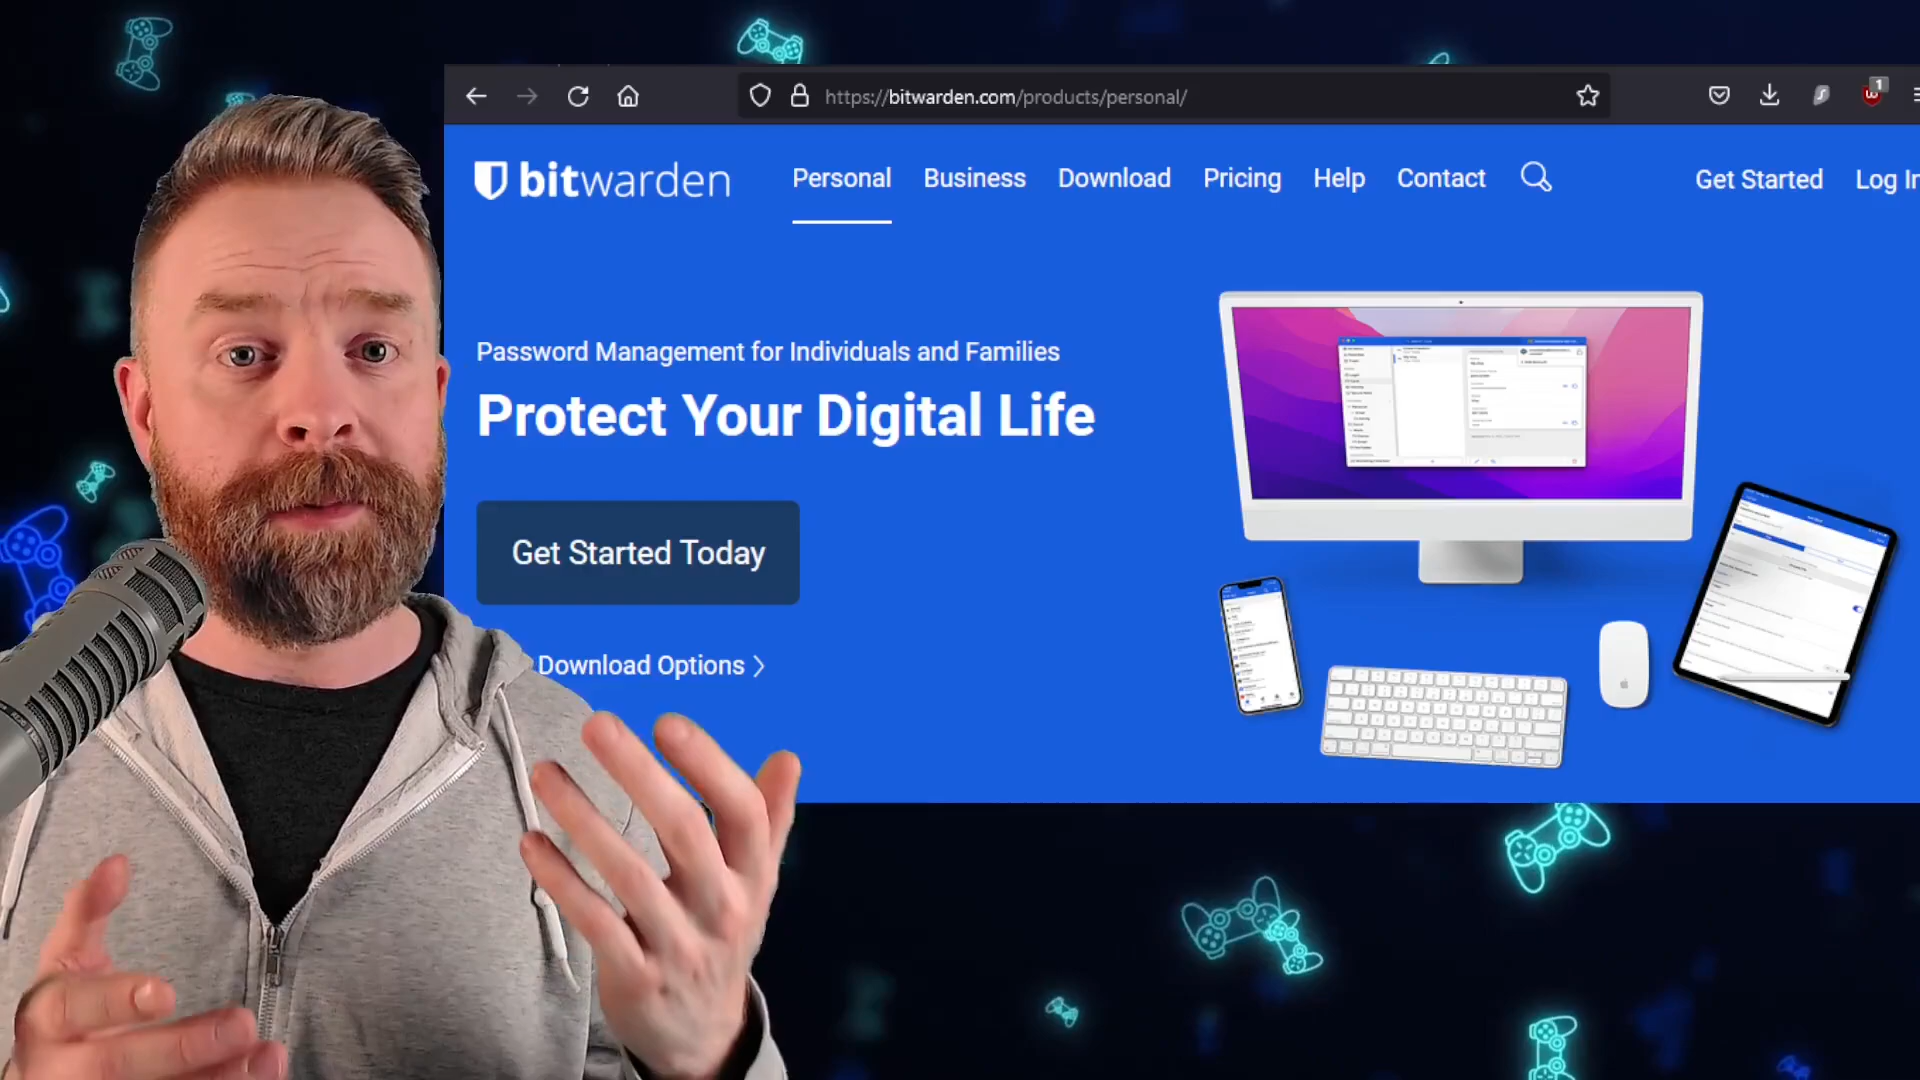 https://bitwarden.com/products/personal/
1
bitwarden
Personal Business Download Pricing Help Contact
Get Started Log In
Password Management for Individuals and Families
Protect Your Digital Life
Get Started Today
Download Options